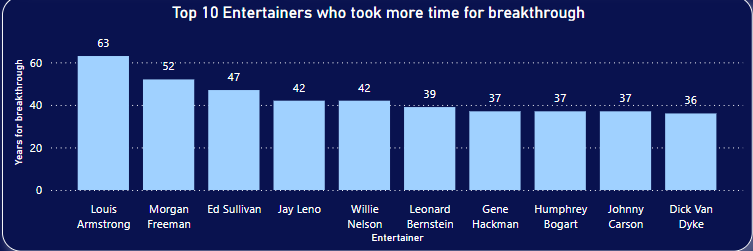 Top 10 Entertainers who took more time for breakthrough
Years for breakthrough
60
40
20
0
63
52
47
42
42
39
37
37
37
36
Louis
Armstrong
Morgan
Freeman
Ed Sullivan
Jay Leno
Willie
Nelson
Leonard
Bernstein
Gene
Hackman
Humphrey
Bogart
Johnny
Carson
Dick Van
Dyke
Entertainer